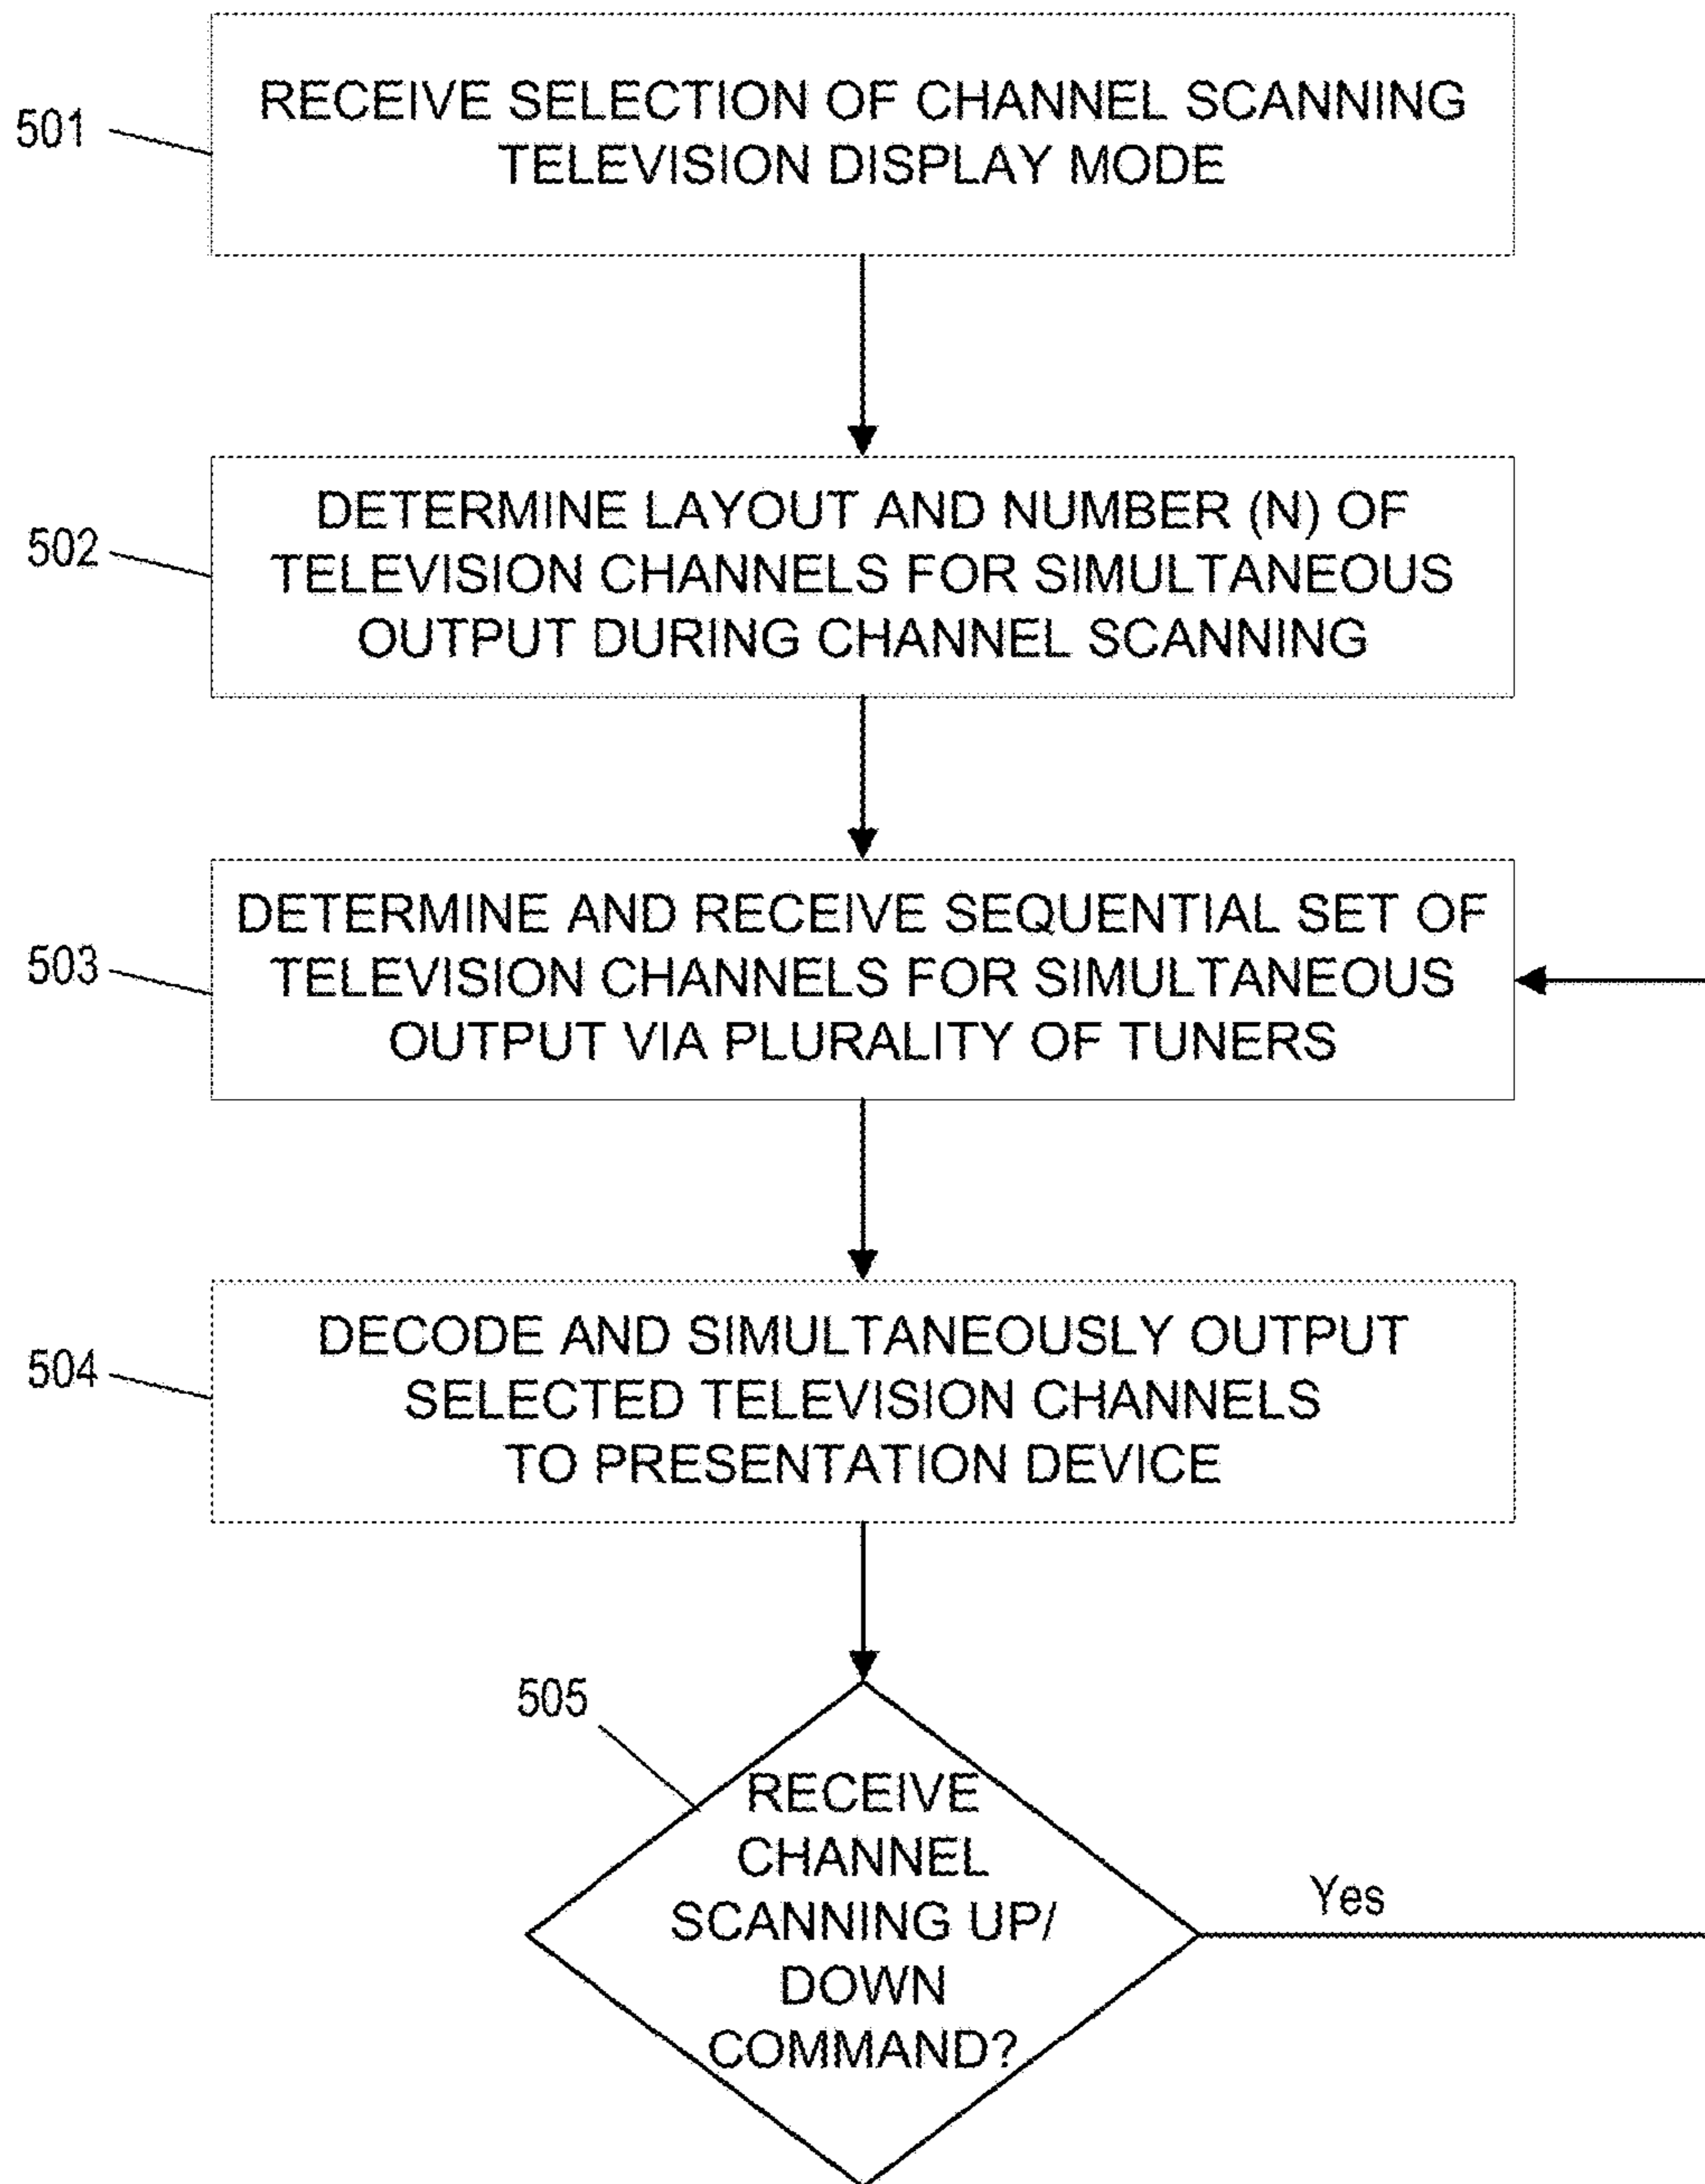 501
RECEIVE SELECTION OF CHANNEL SCANNING
TELEVISION DISPLAY MODE
502
DETERMINE LAYOUT AND NUMBER (N) OF
TELEVISION CHANNELS FOR SIMULTANEOUS
OUTPUT DURING CHANNEL SCANNING
503
DETERMINE AND RECEIVE SEQUENTIAL SET OF
TELEVISION CHANNELS FOR SIMULTANEOUS
OUTPUT VIA PLURALITY OF TUNERS
504
DECODE AND SIMULTANEOUSLY OUTPUT
SELECTED TELEVISION CHANNELS
TO PRESENTATION DEVICE
505
RECEIVE
CHANNEL
SCANNING UP/
DOWN
COMMAND?
Yes